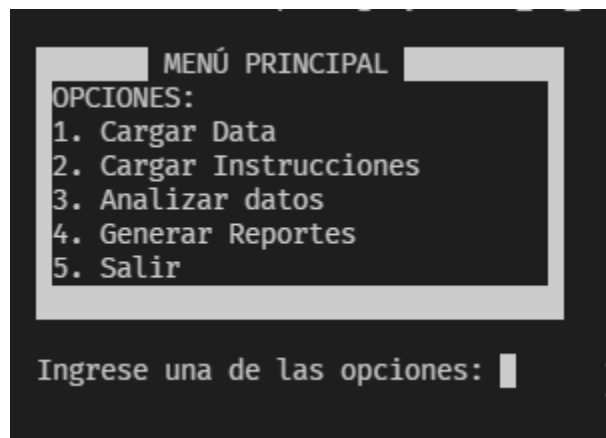 MENÚ PRINCIPAL
OPCIONES:
1. Cargar Data
2. Cargar Instrucciones
3. Analizar datos
4. Generar Reportes
5. Salir
Ingrese una de las opciones: